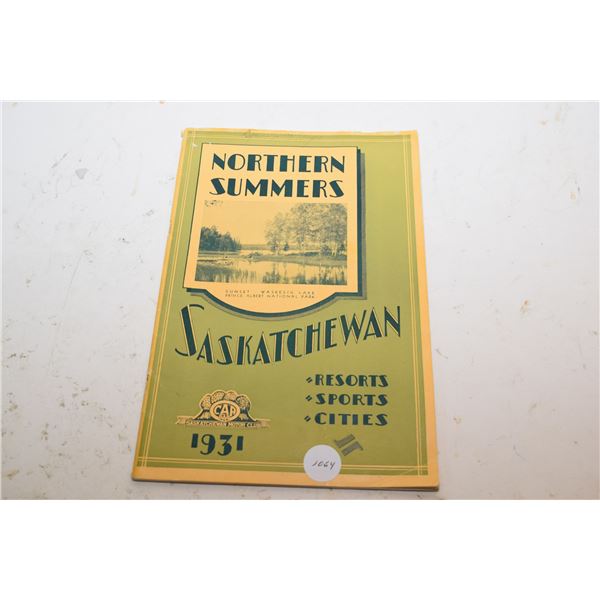 NORTHERN
SUMMERS
SUNSET WASKESIU LAKE
PRINCE ALBERT NATIONAL PARK
SASKATCHEWAN
RESORTS
SPORTS
CITIES
CAA
SASKATCHEWAN MOTOR CLUB
1931
1064